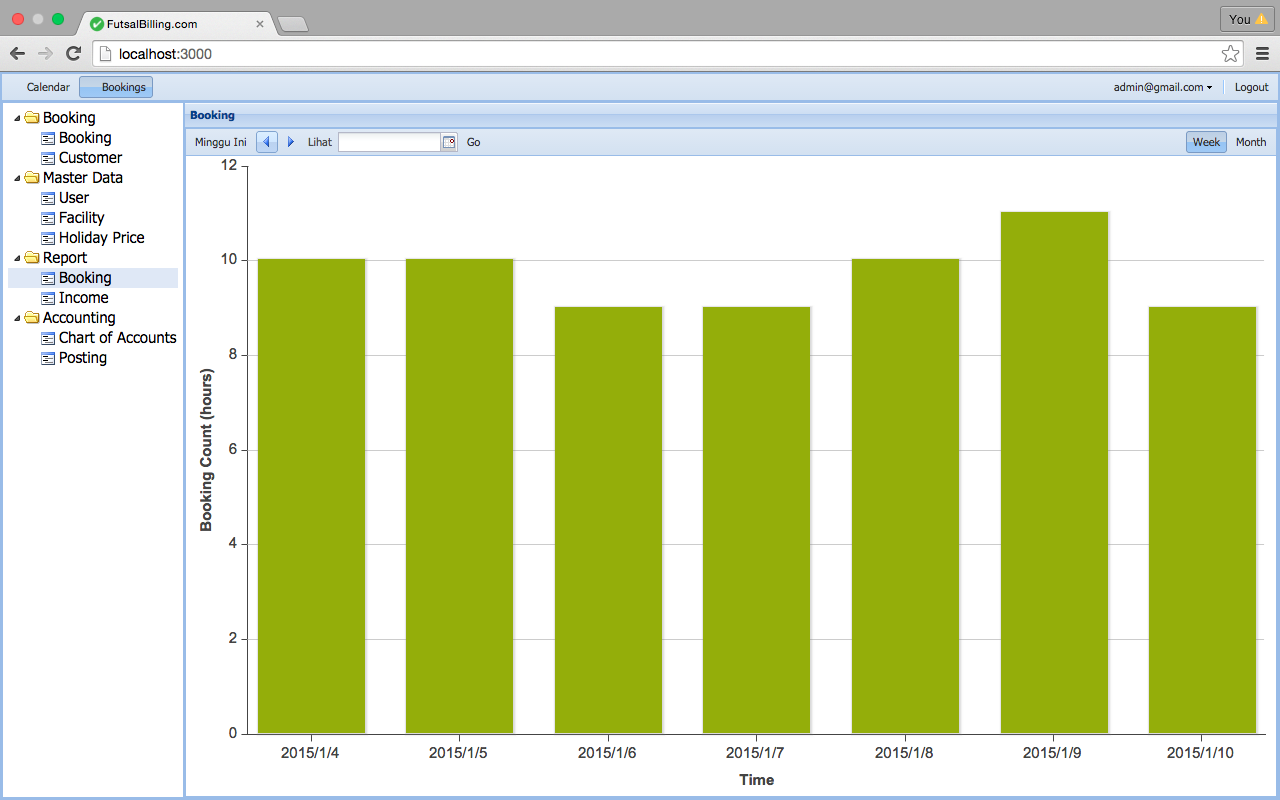 FutsalBilling.com
You
localhost:3000
Calendar Bookings admin@gmail.com Logout
Booking
Booking
Customer
Master Data
User
Facility
Holiday Price
Report
Booking
Income
Accounting
Chart of Accounts
Posting
Booking
Minggu Ini Lihat Go Week Month
12
10
8
6
4
2
0
Booking Count (hours)
2015/1/4 2015/1/5 2015/1/6 2015/1/7 2015/1/8 2015/1/9 2015/1/10
Time